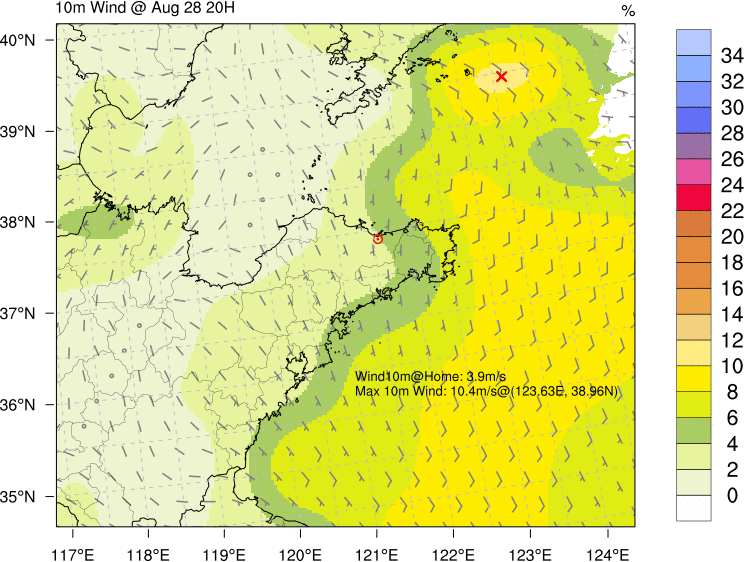 10m Wind @ Aug 28 20H
%
40°N
39°N
38°N
37°N
36°N
35°N
117°E 118°E 119°E 120°E 121°E 122°E 123°E 124°E
Wind10m@Home: 3.9m/s
Max 10m Wind: 10.4m/s@(123.63E, 38.96N)
34
32
30
28
26
24
22
20
18
16
14
12
10
8
6
4
2
0